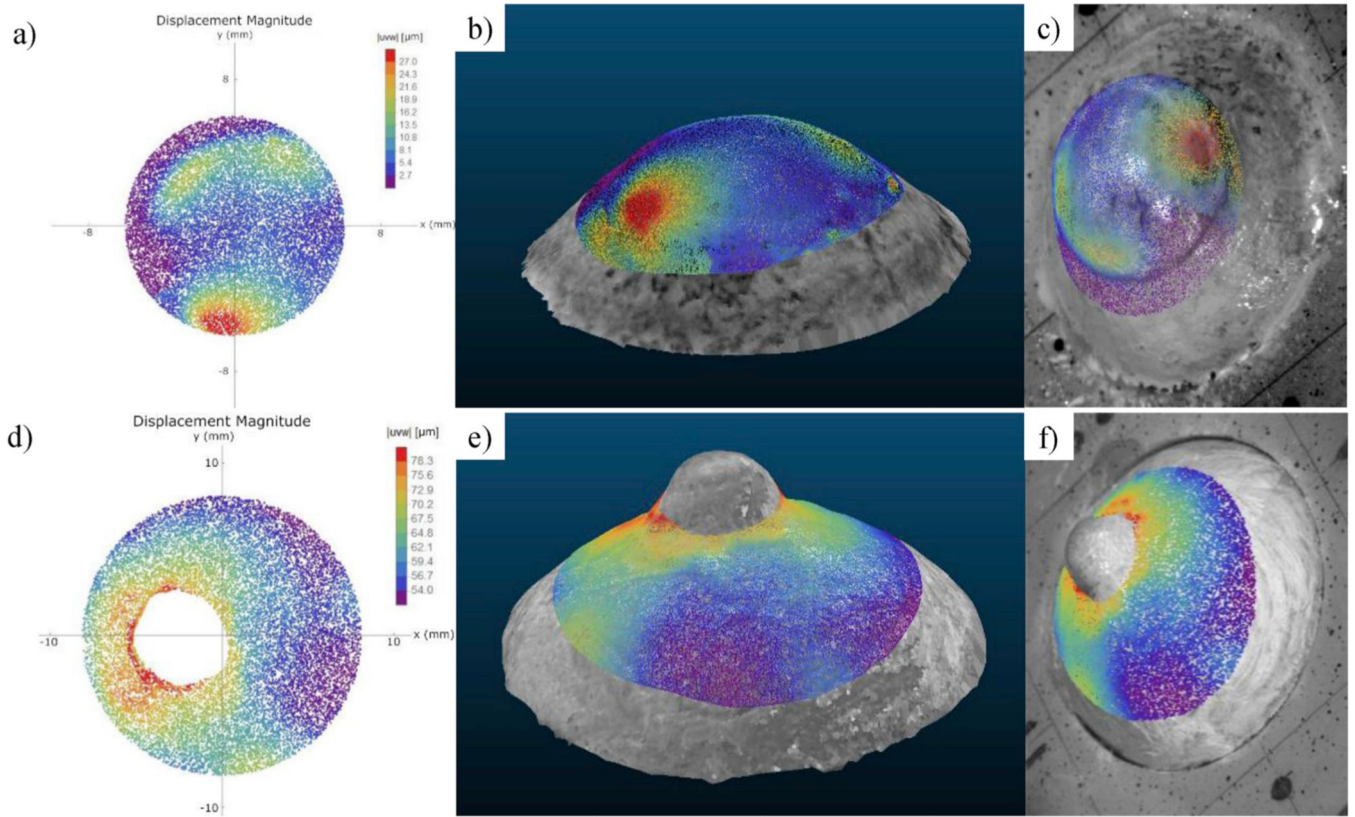 a)
Displacement Magnitude
y (mm)
|uvw| [µm]
27.0
24.3
21.6
18.9
16.2
13.5
10.8
8.1
5.4
2.7
8
-8
8
x (mm)
-8
b)
c)
d)
Displacement Magnitude
y (mm)
|uvw| [µm]
78.3
75.6
72.9
70.2
67.5
64.8
62.1
59.4
56.7
54.0
10
-10
10
x (mm)
-10
e)
f)